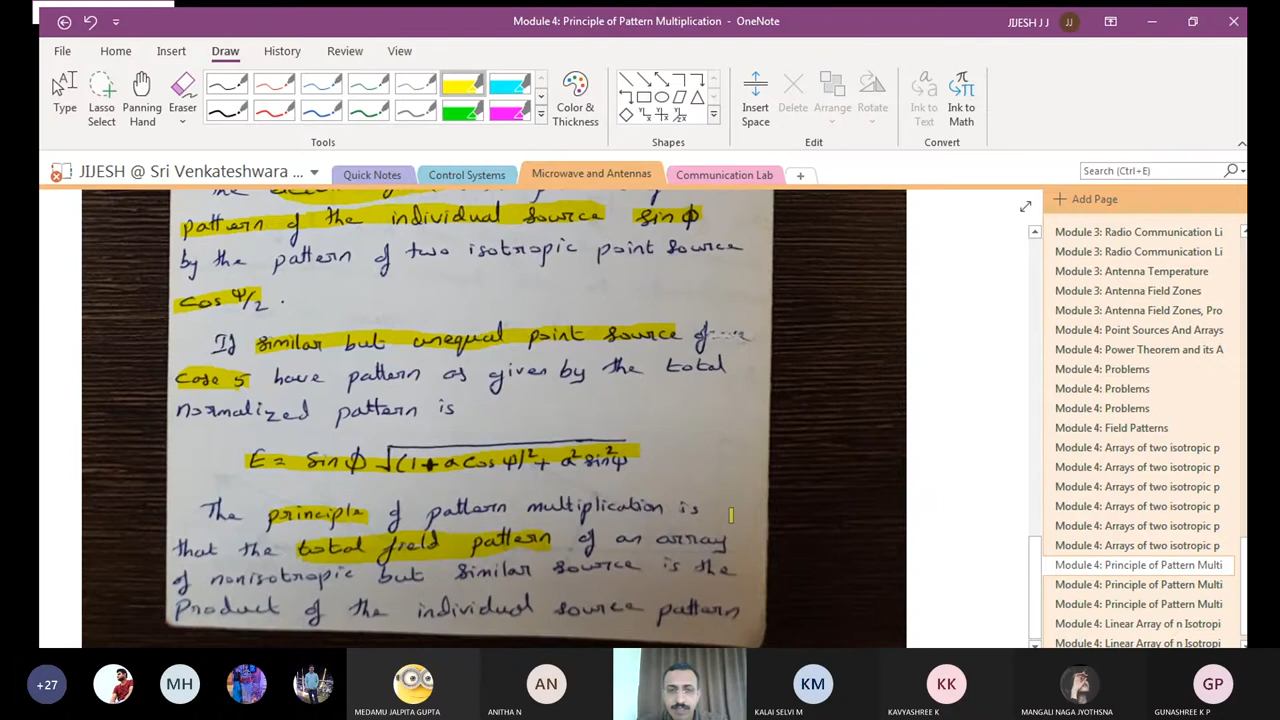 Module 4: Principle of Pattern Multiplication - OneNote
JIJESH J J
JJ
File Home Insert Draw History Review View
Type
Lasso Select
Panning Hand
Eraser
Color & Thickness
Insert Space
Delete
Arrange
Rotate
Ink to Text
Ink to Math
Tools
Shapes
Edit
Convert
JIJESH @ Sri Venkateshwara
Quick Notes
Control Systems
Microwave and Antennas
Communication Lab
Search (Ctrl+E)
Add Page
The
pattern of the individual source sin φ
by the pattern of two isotropic point source
Cos Ψ/2 .
If similar but unequal point source of
Case 5 have pattern as given by the total
normalized pattern is
E = Sin φ √(1+a Cos ψ)²+ a² sin²ψ
The principle of pattern multiplication is
that the total field pattern of an array
of nonisotropic but similar source is the
Product of the individual source pattern
Module 3: Radio Communication Li
Module 3: Radio Communication Li
Module 3: Antenna Temperature
Module 3: Antenna Field Zones
Module 3: Antenna Field Zones, Pro
Module 4: Point Sources And Arrays
Module 4: Power Theorem and its A
Module 4: Problems
Module 4: Problems
Module 4: Problems
Module 4: Field Patterns
Module 4: Arrays of two isotropic p
Module 4: Arrays of two isotropic p
Module 4: Arrays of two isotropic p
Module 4: Arrays of two isotropic p
Module 4: Arrays of two isotropic p
Module 4: Arrays of two isotropic p
Module 4: Principle of Pattern Multi
Module 4: Principle of Pattern Multi
Module 4: Principle of Pattern Multi
Module 4: Linear Array of n Isotropi
Module 4: Linear Array of n Isotropi
+27
MH
MEDAMU JALPITA GUPTA
AN
ANITHA N
KM
KALAI SELVI M
KK
KAVYASHREE K
MANGALI NAGA JYOTHSNA
GP
GUNASHREE K P